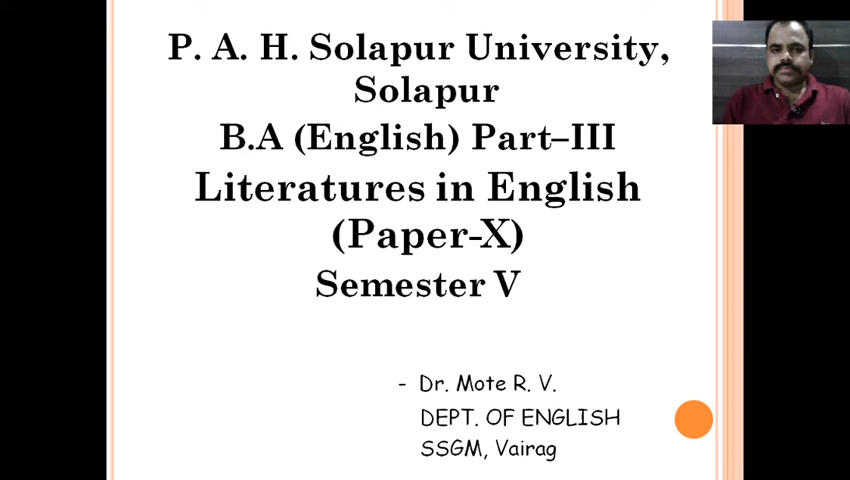 P. A. H. Solapur University,
Solapur
B.A (English) Part–III
Literatures in English
(Paper-X)
Semester V
- Dr. Mote R. V.
DEPT. OF ENGLISH
SSGM, Vairag